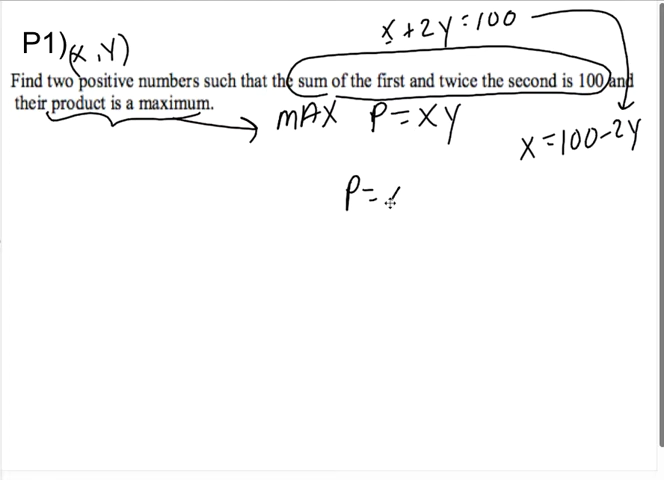 x+2y=100
P1) (x,y)
Find two positive numbers such that the sum of the first and twice the second is 100 and
their product is a maximum.
MAX P=xy
x=100-2y
P=